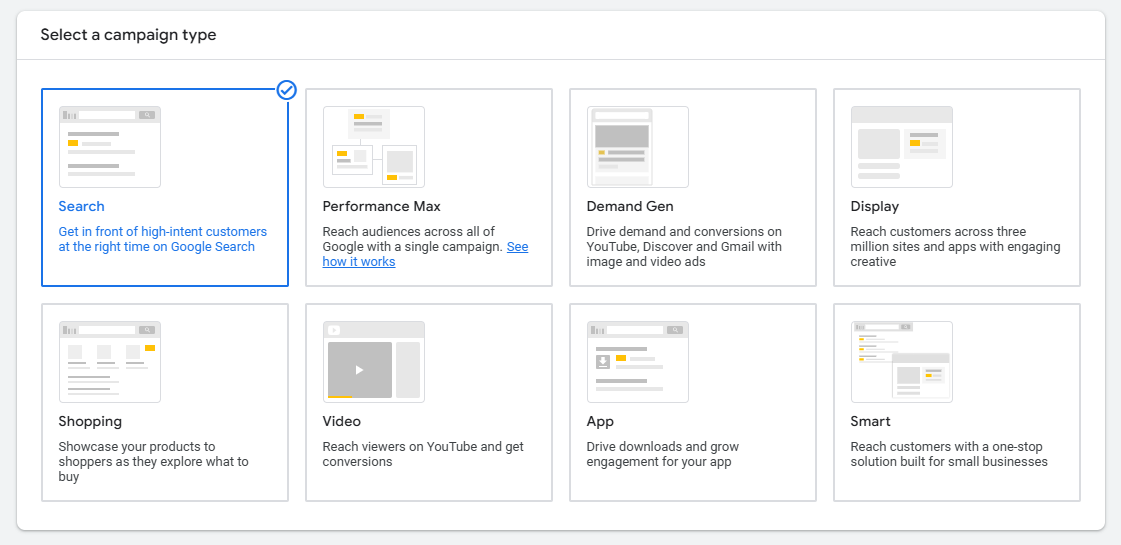 Select a campaign type
Search
Get in front of high-intent customers
at the right time on Google Search
Performance Max
Reach audiences across all of
Google with a single campaign. See
how it works
Demand Gen
Drive demand and conversions on
YouTube, Discover and Gmail with
image and video ads
Display
Reach customers across three
million sites and apps with engaging
creative
Shopping
Showcase your products to
shoppers as they explore what to
buy
Video
Reach viewers on YouTube and get
conversions
App
Drive downloads and grow
engagement for your app
Smart
Reach customers with a one-stop
solution built for small businesses